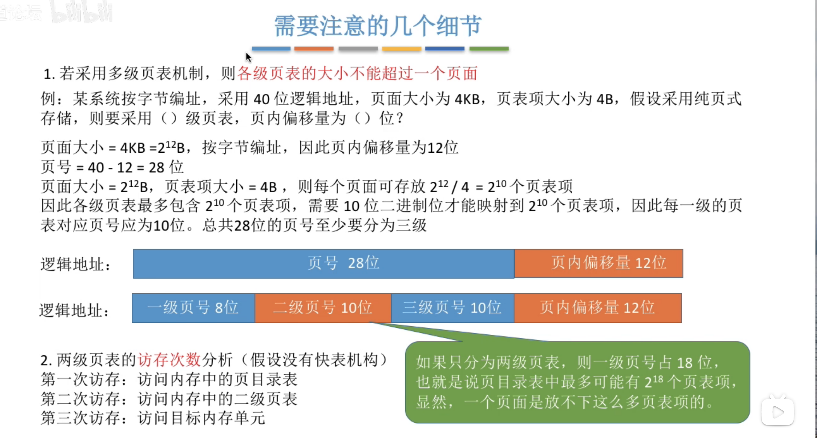 bilibili
需要注意的几个细节
1. 若采用多级页表机制，则各级页表的大小不能超过一个页面
例：某系统按字节编址，采用 40 位逻辑地址，页面大小为 4KB，页表项大小为 4B，假设采用纯页式
存储，则要采用（）级页表，页内偏移量为（）位？
页面大小 = 4KB =2¹²B，按字节编址，因此页内偏移量为12位
页号 = 40 - 12 = 28 位
页面大小 = 2¹²B，页表项大小 = 4B ，则每个页面可存放 2¹² / 4 = 2¹⁰ 个页表项
因此各级页表最多包含 2¹⁰ 个页表项，需要 10 位二进制位才能映射到 2¹⁰ 个页表项，因此每一级的页
表对应页号应为10位。总共28位的页号至少要分为三级
逻辑地址： 页号 28位 页内偏移量 12位
逻辑地址： 一级页号 8位 二级页号 10位 三级页号 10位 页内偏移量 12位
2. 两级页表的访存次数分析（假设没有快表机构）
第一次访存：访问内存中的页目录表
第二次访存：访问内存中的二级页表
第三次访存：访问目标内存单元
如果只分为两级页表，则一级页号占 18 位，
也就是说页目录表中最多可能有 2¹⁸ 个页表项，
显然，一个页面是放不下这么多页表项的。